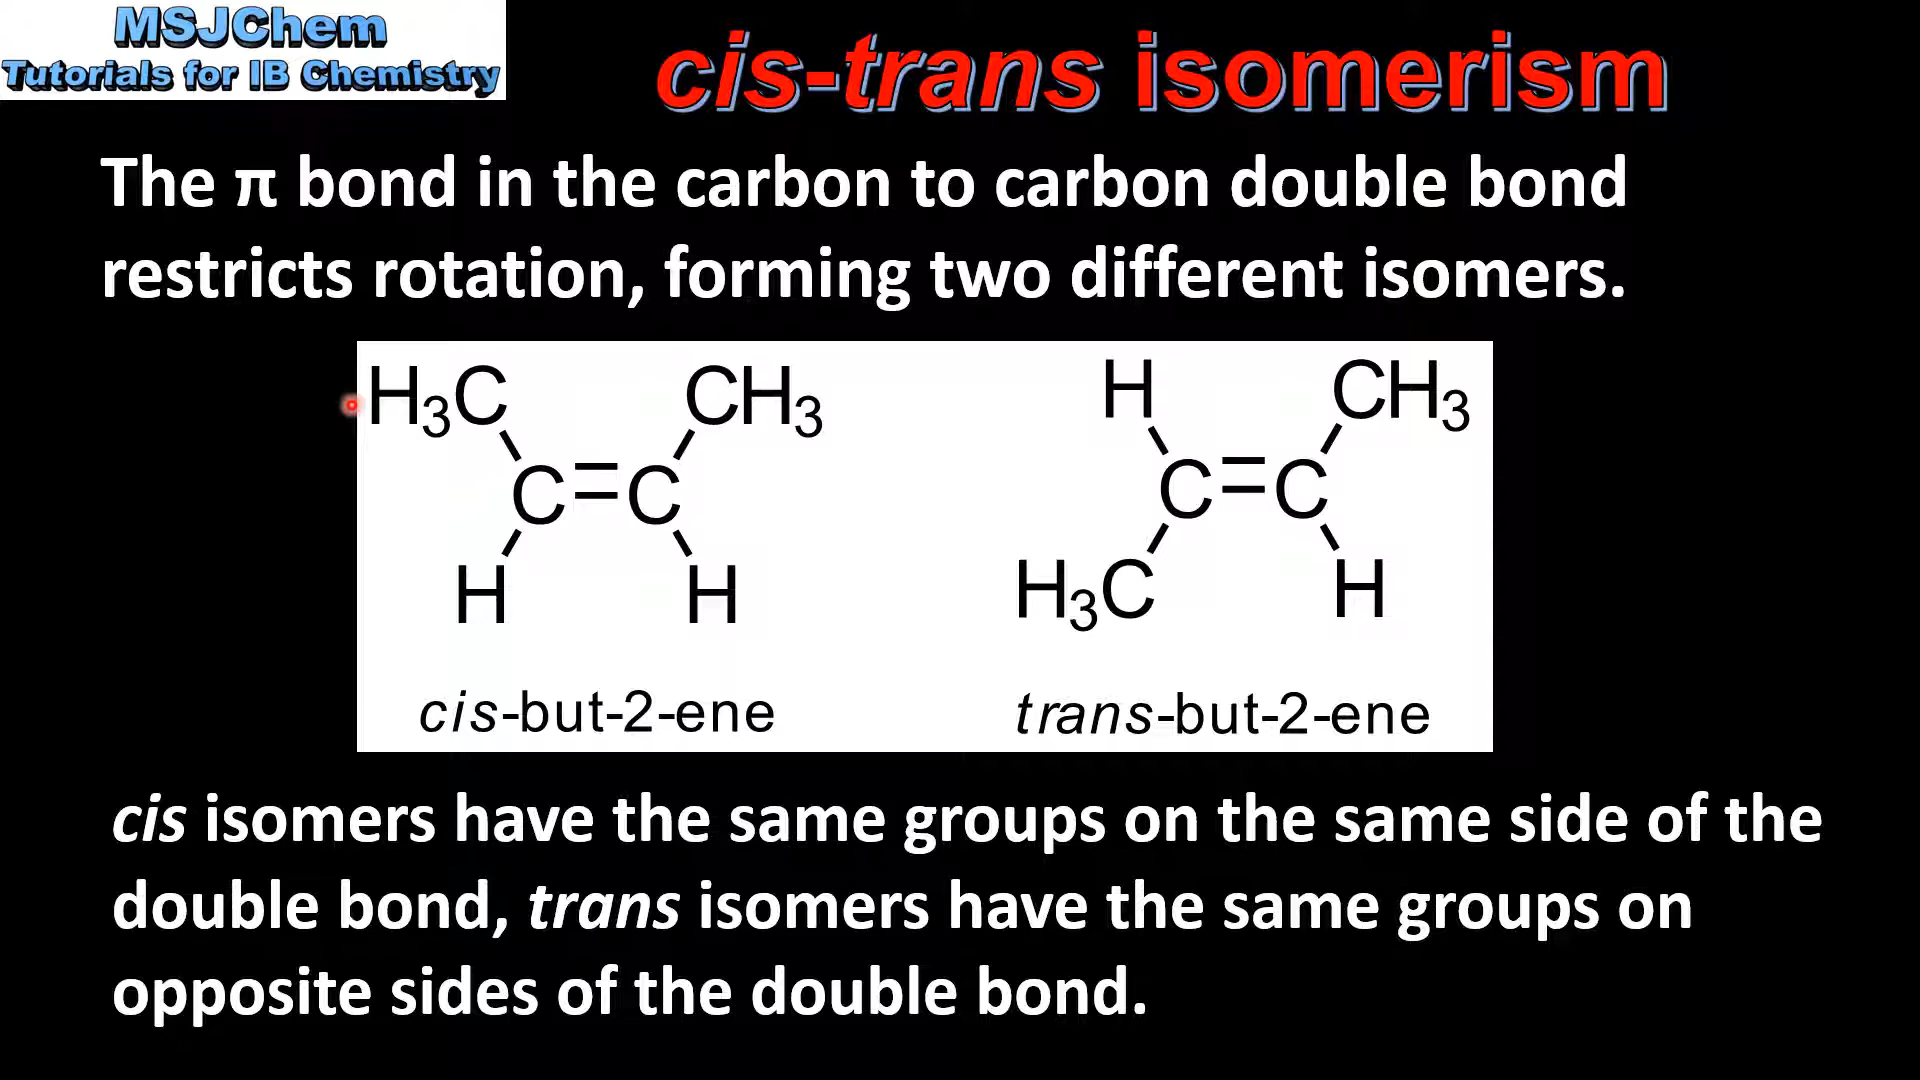 MSJChem
Tutorials for IB Chemistry
cis-trans isomerism
The π bond in the carbon to carbon double bond
restricts rotation, forming two different isomers.
H₃C CH₃ H CH₃
C=C C=C
H H H₃C H
cis-but-2-ene trans-but-2-ene
cis isomers have the same groups on the same side of the
double bond, trans isomers have the same groups on
opposite sides of the double bond.